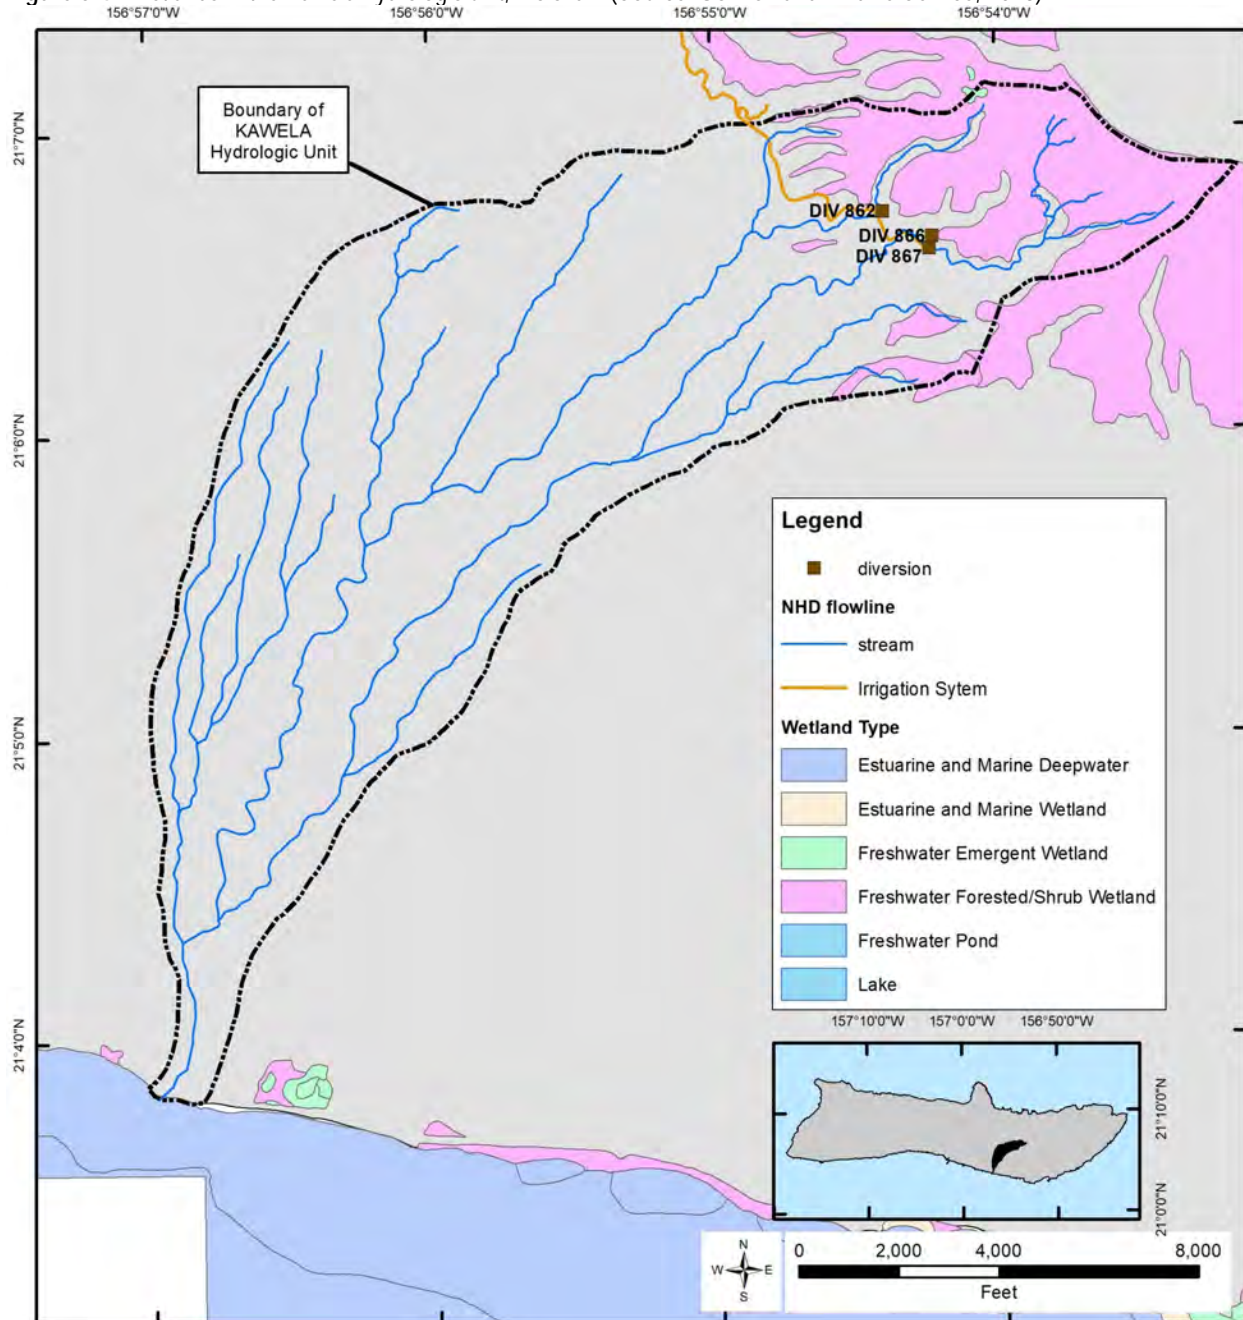 156°57'0"W
156°56'0"W
156°55'0"W
156°54'0"W
Boundary of
KAWELA
Hydrologic Unit
21°7'0"N
21°6'0"N
21°5'0"N
21°4'0"N
DIV 862
DIV 866
DIV 867
Legend
diversion
NHD flowline
stream
Irrigation Sytem
Wetland Type
Estuarine and Marine Deepwater
Estuarine and Marine Wetland
Freshwater Emergent Wetland
Freshwater Forested/Shrub Wetland
Freshwater Pond
Lake
157°10'0"W
157°0'0"W
156°50'0"W
21°10'0"N
21°0'0"N
N
W
E
S
0
2,000
4,000
8,000
Feet